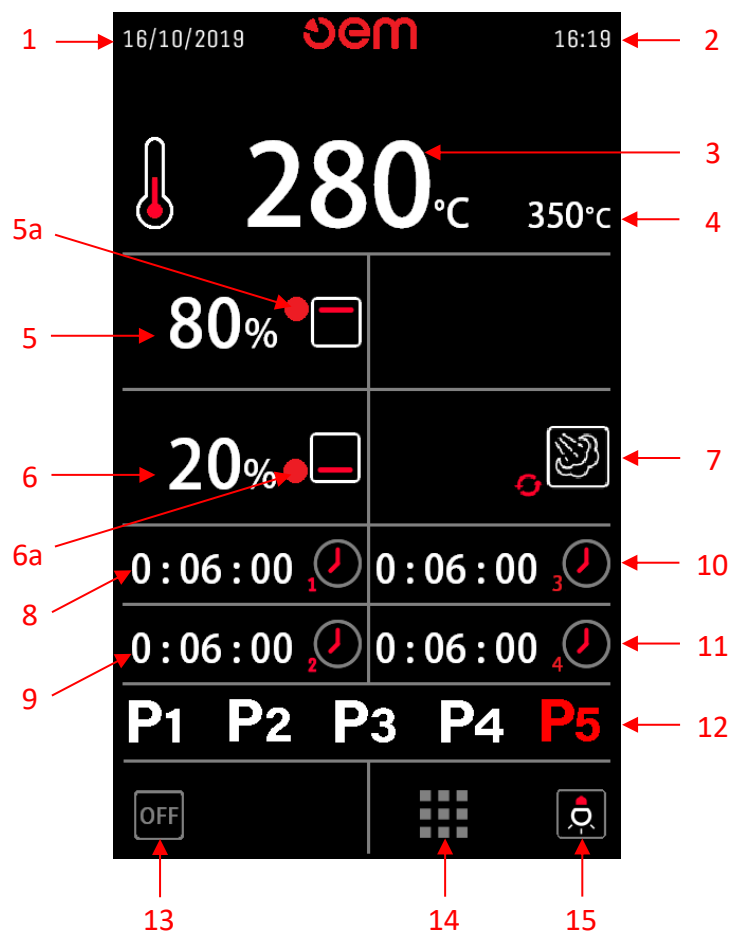 1 16/10/2019 oem 16:19 2
280°C 3
350°C 4
5a
80%
5
20%
6 7
6a
0:06:00 1 0:06:00 3 10
8
0:06:00 2 0:06:00 4 11
9
P1 P2 P3 P4 P5 12
OFF
13 14 15